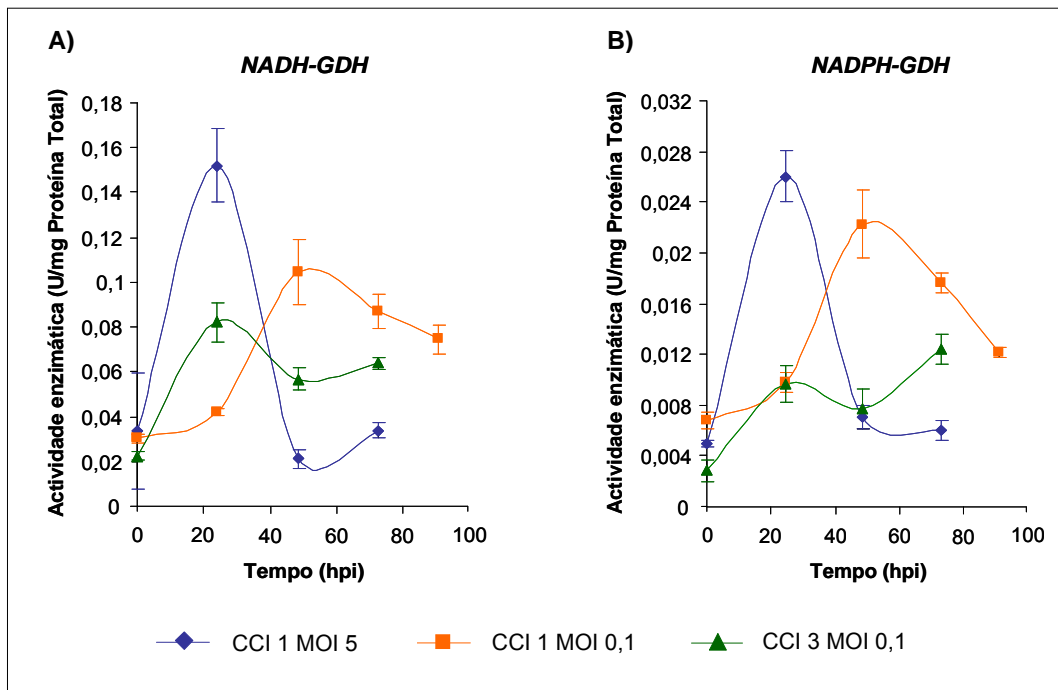 A)
NADH-GDH
Actividade enzimática (U/mg Proteína Total)
0,18
0,16
0,14
0,12
0,1
0,08
0,06
0,04
0,02
0
0 20 40 60 80 100
Tempo (hpi)
B)
NADPH-GDH
Actividade enzimática (U/mg Proteína Total)
0,032
0,028
0,024
0,02
0,016
0,012
0,008
0,004
0
0 20 40 60 80 100
Tempo (hpi)
CCI 1 MOI 5 CCI 1 MOI 0,1 CCI 3 MOI 0,1